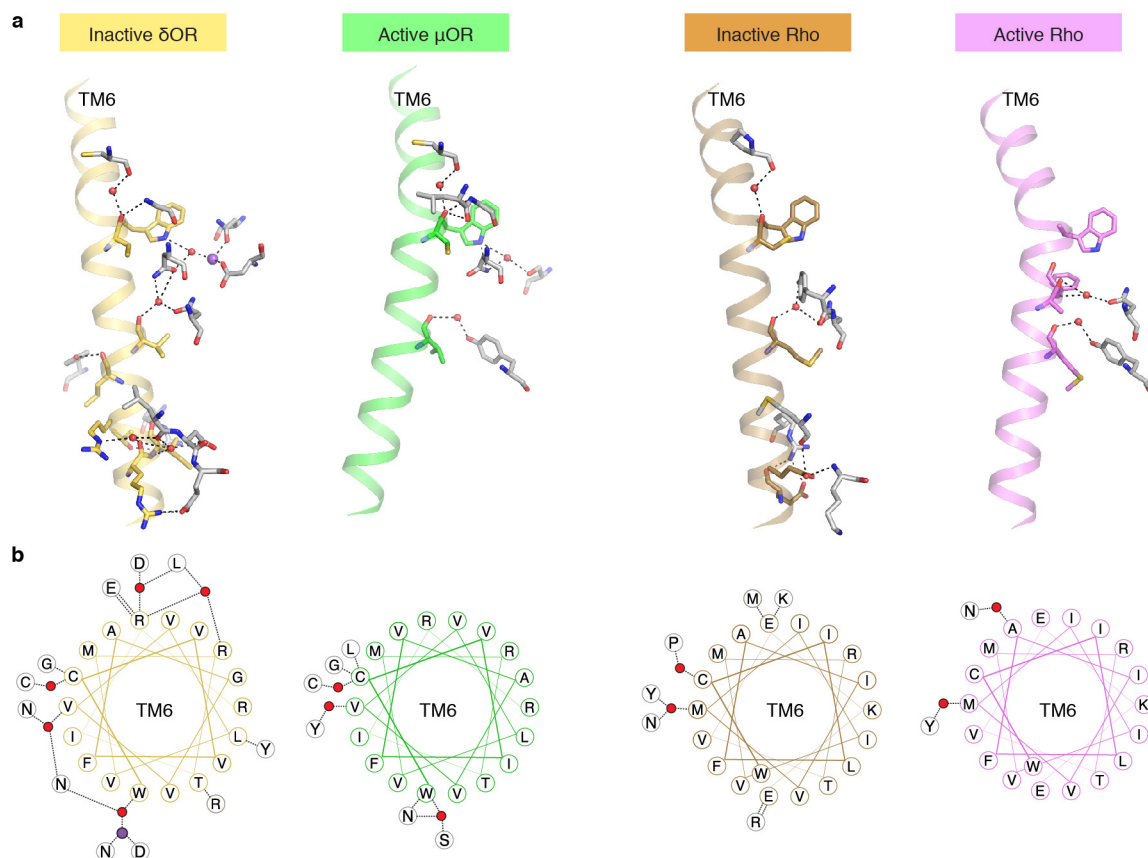 a
Inactive δOR
Active μOR
Inactive Rho
Active Rho
TM6
TM6
TM6
TM6
b
D L
E
A R V V
M R
G C G
C
N V R
TM6
I L Y
F V
N V W V T
R
N D
V R V V
L M R
G C A
C
V TM6 R
Y
I L
F I
V W V T
N
S
M K
A E I I
P M R
C I
Y M TM6 K
N
V I
F L
V W E V T
R
N A E I I
M R
C I
M TM6 K
Y
V I
F L
V W E V T